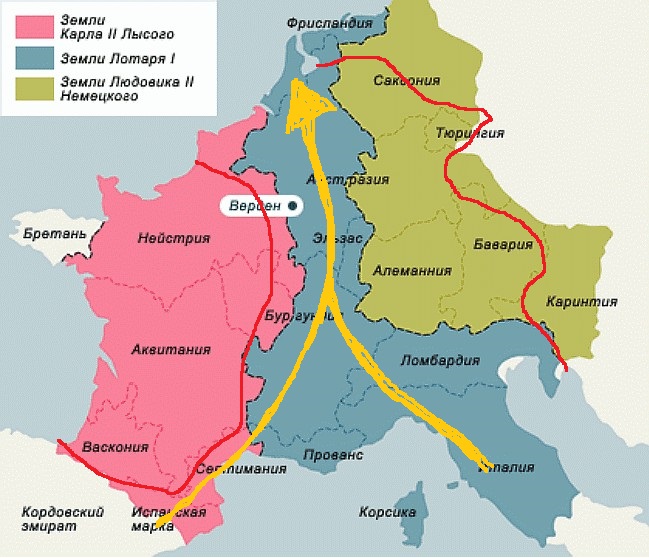 Земли
Карла II Лысого
Земли Лотаря I
Земли Людовика II
Немецкого
Фрисландия
Саксония
Тюрингия
Австразия
Верден
Бретань
Нейстрия
Эльзас
Бавария
Алеманния
Каринтия
Бургундия
Аквитания
Ломбардия
Васкония
Септимания
Прованс
Италия
Кордовский
эмират
Испанская
марка
Корсика